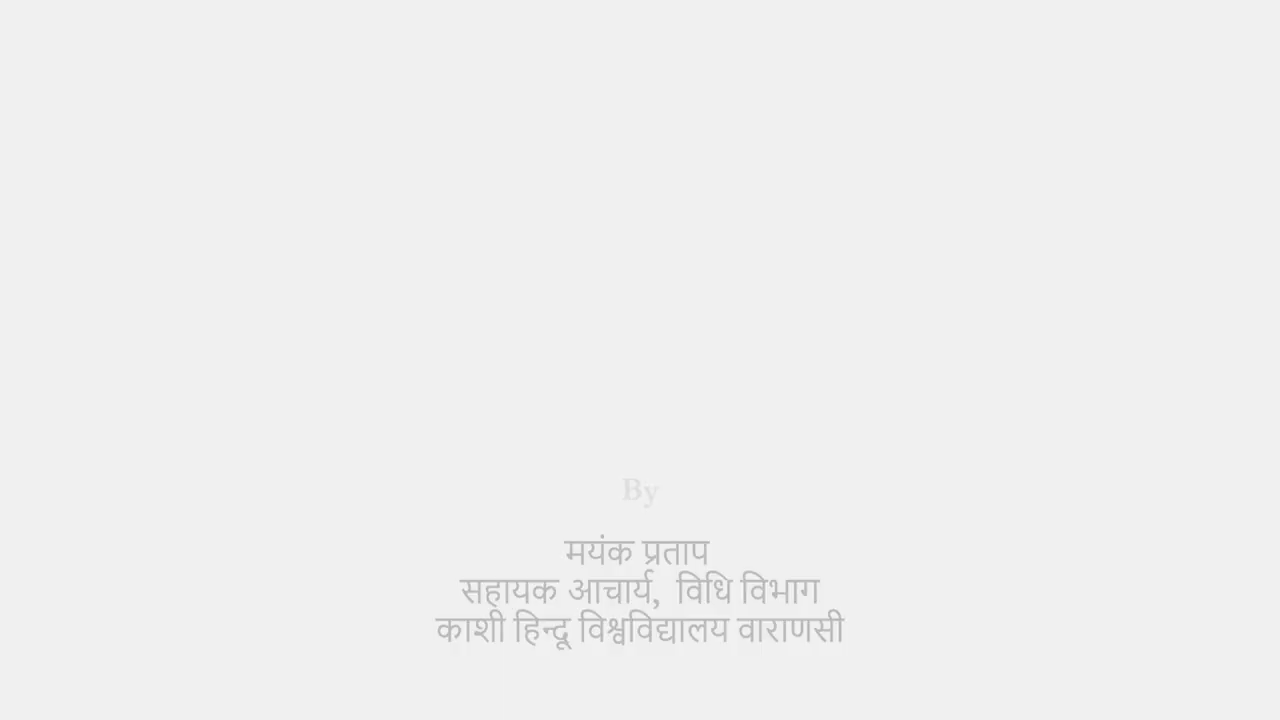 By
मयंक प्रताप
सहायक आचार्य, विधि विभाग
काशी हिन्दू विश्वविद्यालय वाराणसी